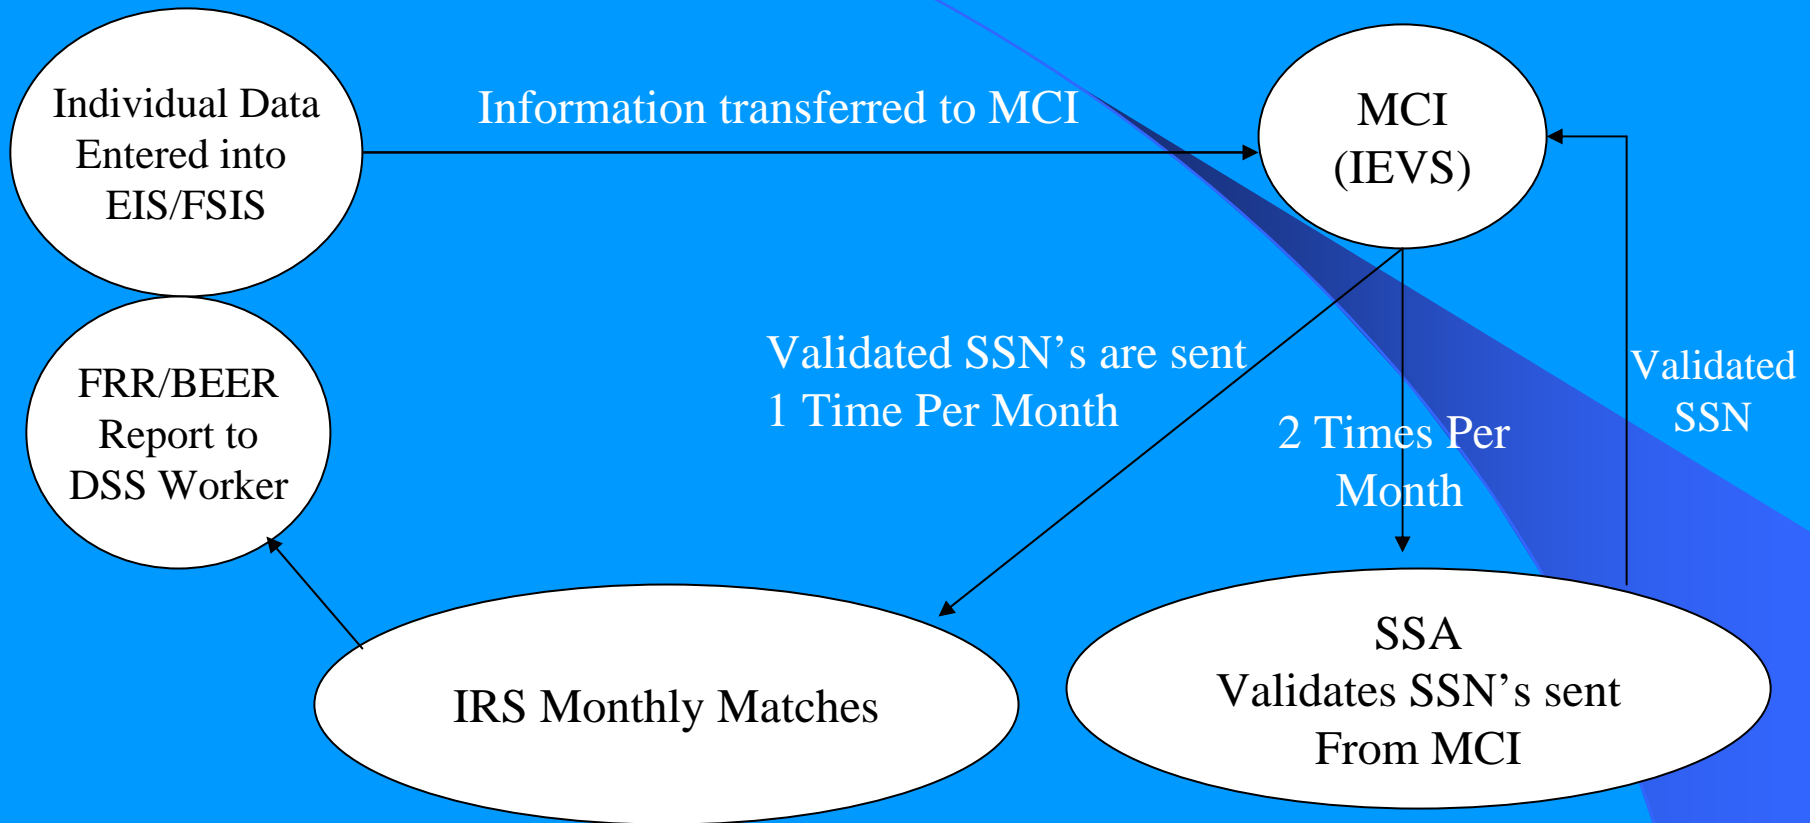 Individual Data
Entered into
EIS/FSIS
Information transferred to MCI
MCI
(IEVS)
FRR/BEER
Report to
DSS Worker
Validated SSN’s are sent
1 Time Per Month
2 Times Per
Month
Validated
SSN
IRS Monthly Matches
SSA
Validates SSN’s sent
From MCI